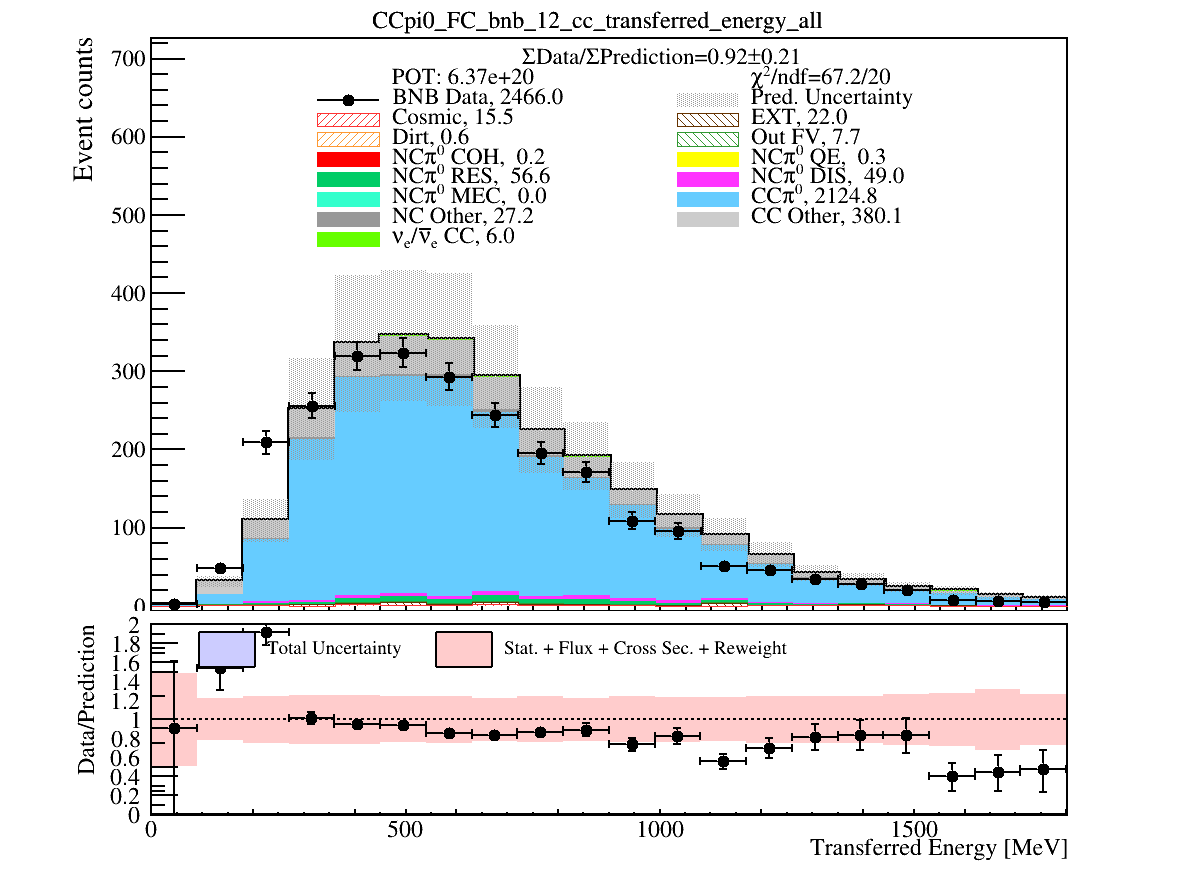 CCpi0_FC_bnb_12_cc_transferred_energy_all
Event counts
700
600
500
400
300
200
100
0
ΣData/ΣPrediction=0.92±0.21
POT: 6.37e+20
χ²/ndf=67.2/20
BNB Data, 2466.0
Pred. Uncertainty
Cosmic, 15.5
EXT, 22.0
Dirt, 0.6
Out FV, 7.7
NCπ⁰ COH, 0.2
NCπ⁰ QE, 0.3
NCπ⁰ RES, 56.6
NCπ⁰ DIS, 49.0
NCπ⁰ MEC, 0.0
CCπ⁰, 2124.8
NC Other, 27.2
CC Other, 380.1
νₑ/ν̅ₑ CC, 6.0
Data/Prediction
2
1.8
1.6
1.4
1.2
1
0.8
0.6
0.4
0.2
0
Total Uncertainty
Stat. + Flux + Cross Sec. + Reweight
0
500
1000
1500
Transferred Energy [MeV]